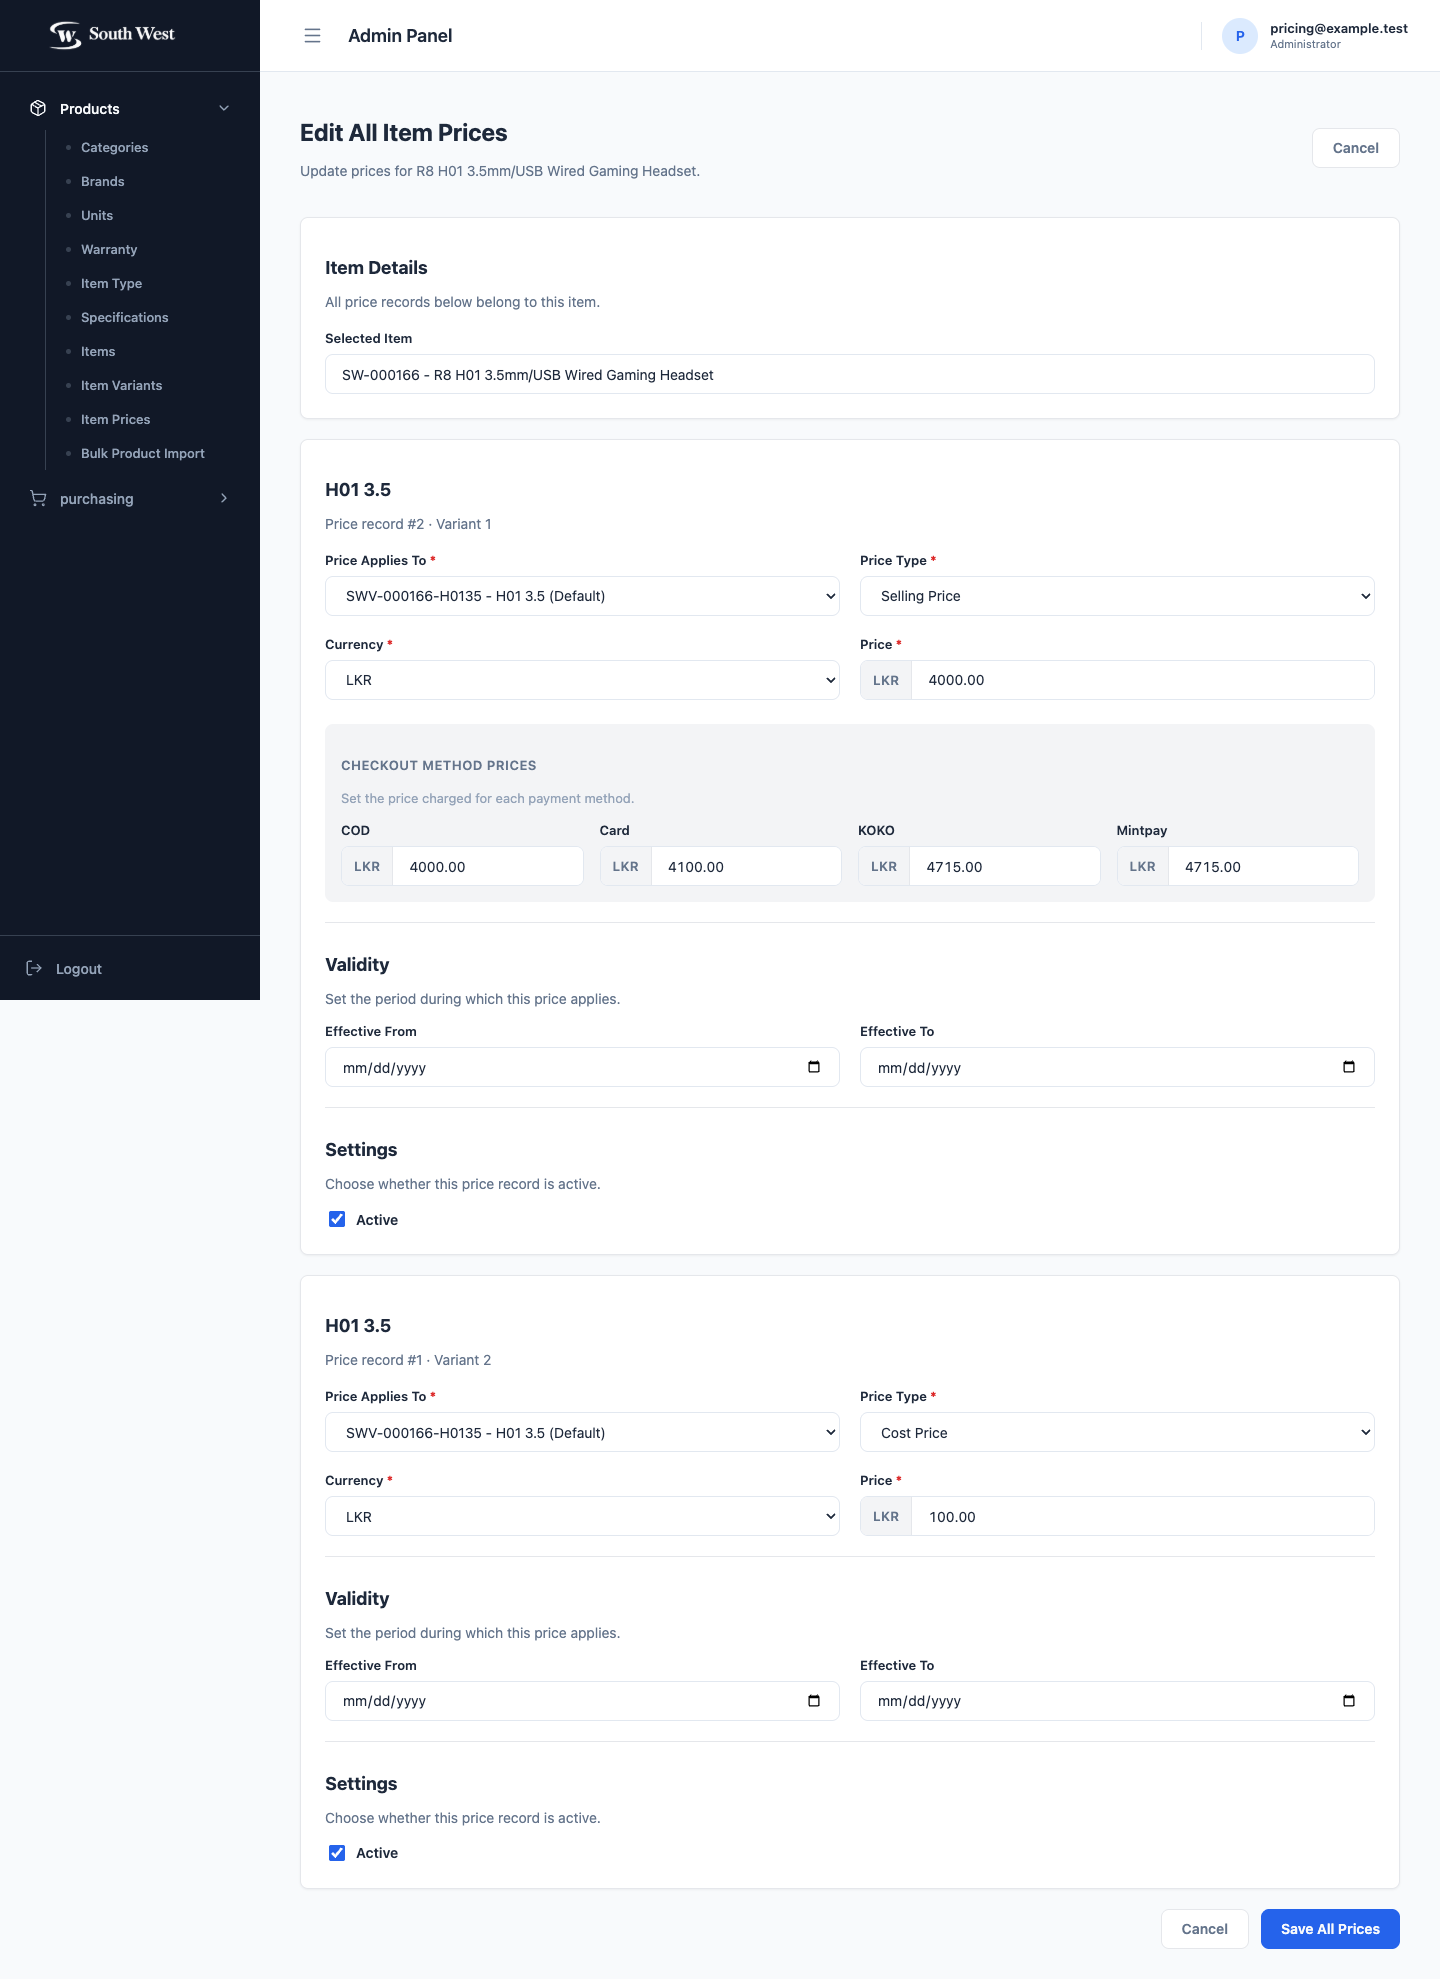 South West
Products
Categories
Brands
Units
Warranty
Item Type
Specifications
Items
Item Variants
Item Prices
Bulk Product Import
purchasing
Logout
Admin Panel
P
pricing@example.test
Administrator
Edit All Item Prices
Update prices for R8 H01 3.5mm/USB Wired Gaming Headset.
Cancel
Item Details
All price records below belong to this item.
Selected Item
SW-000166 - R8 H01 3.5mm/USB Wired Gaming Headset
H01 3.5
Price record #2 · Variant 1
Price Applies To * Price Type *
SWV-000166-H0135 - H01 3.5 (Default) Selling Price
Currency * Price *
LKR LKR 4000.00
CHECKOUT METHOD PRICES
Set the price charged for each payment method.
COD Card KOKO Mintpay
LKR 4000.00 LKR 4100.00 LKR 4715.00 LKR 4715.00
Validity
Set the period during which this price applies.
Effective From Effective To
mm/dd/yyyy mm/dd/yyyy
Settings
Choose whether this price record is active.
Active
H01 3.5
Price record #1 · Variant 2
Price Applies To * Price Type *
SWV-000166-H0135 - H01 3.5 (Default) Cost Price
Currency * Price *
LKR LKR 100.00
Validity
Set the period during which this price applies.
Effective From Effective To
mm/dd/yyyy mm/dd/yyyy
Settings
Choose whether this price record is active.
Active
Cancel Save All Prices